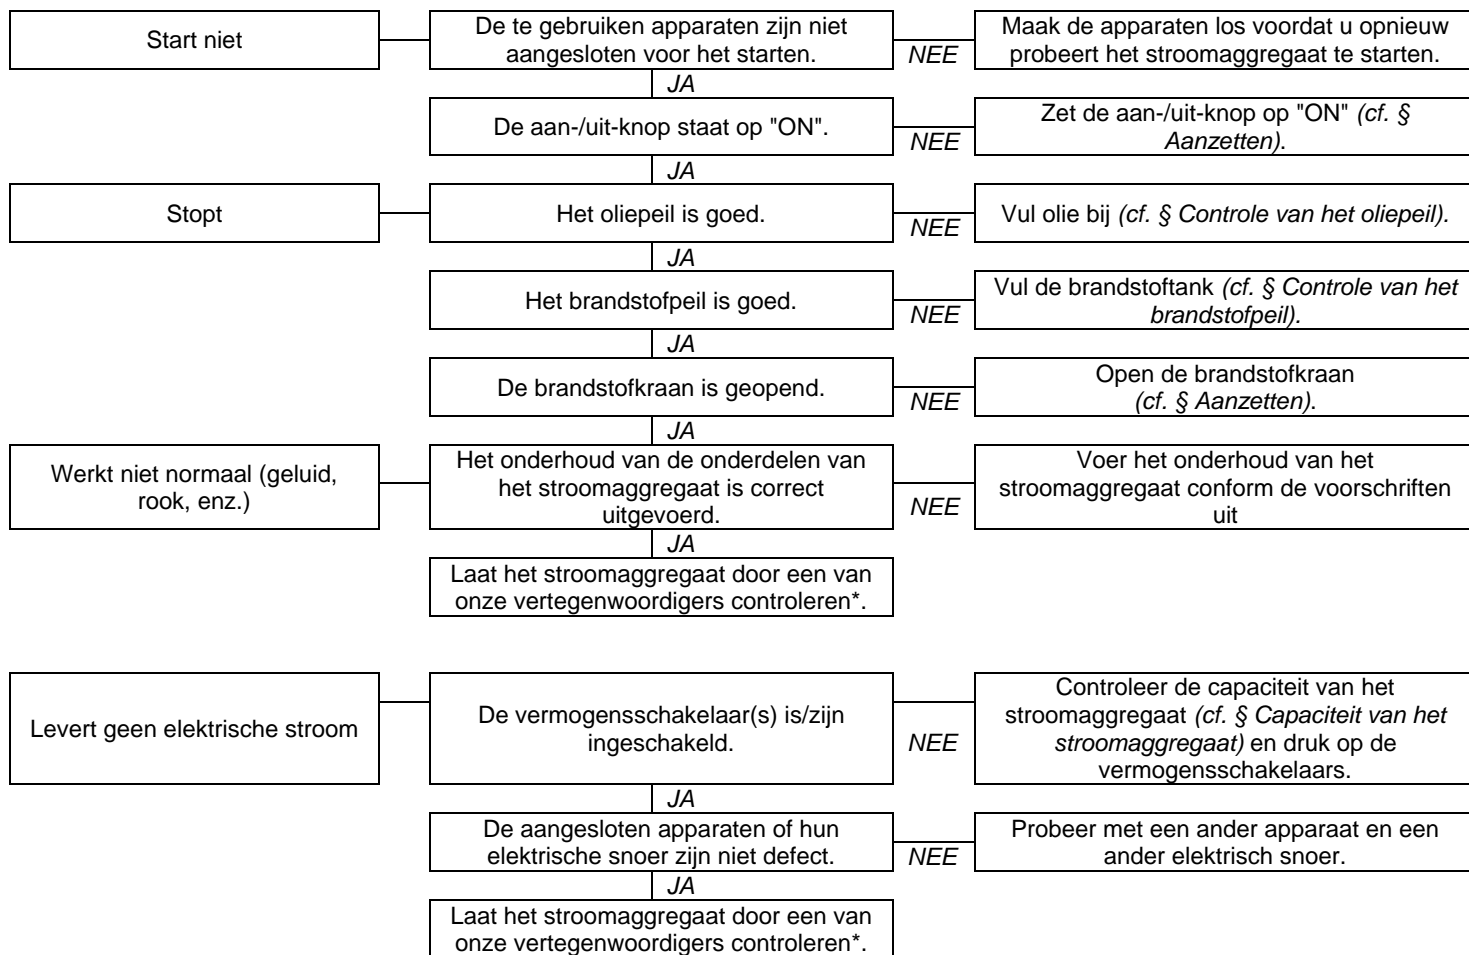 Start niet
De te gebruiken apparaten zijn niet
aangesloten voor het starten.
NEE
Maak de apparaten los voordat u opnieuw
probeert het stroomaggregaat te starten.
JA
De aan-/uit-knop staat op "ON".
NEE
Zet de aan-/uit-knop op "ON" (cf. §
Aanzetten).
JA
Stopt
Het oliepeil is goed.
NEE
Vul olie bij (cf. § Controle van het oliepeil).
JA
Het brandstofpeil is goed.
NEE
Vul de brandstoftank (cf. § Controle van het
brandstofpeil).
JA
De brandstofkraan is geopend.
NEE
Open de brandstofkraan
(cf. § Aanzetten).
JA
Werkt niet normaal (geluid,
rook, enz.)
Het onderhoud van de onderdelen van
het stroomaggregaat is correct
uitgevoerd.
NEE
Voer het onderhoud van het
stroomaggregaat conform de voorschriften
uit
JA
Laat het stroomaggregaat door een van
onze vertegenwoordigers controleren*.
Levert geen elektrische stroom
De vermogensschakelaar(s) is/zijn
ingeschakeld.
NEE
Controleer de capaciteit van het
stroomaggregaat (cf. § Capaciteit van het
stroomaggregaat) en druk op de
vermogensschakelaars.
JA
De aangesloten apparaten of hun
elektrische snoer zijn niet defect.
NEE
Probeer met een ander apparaat en een
ander elektrisch snoer.
JA
Laat het stroomaggregaat door een van
onze vertegenwoordigers controleren*.